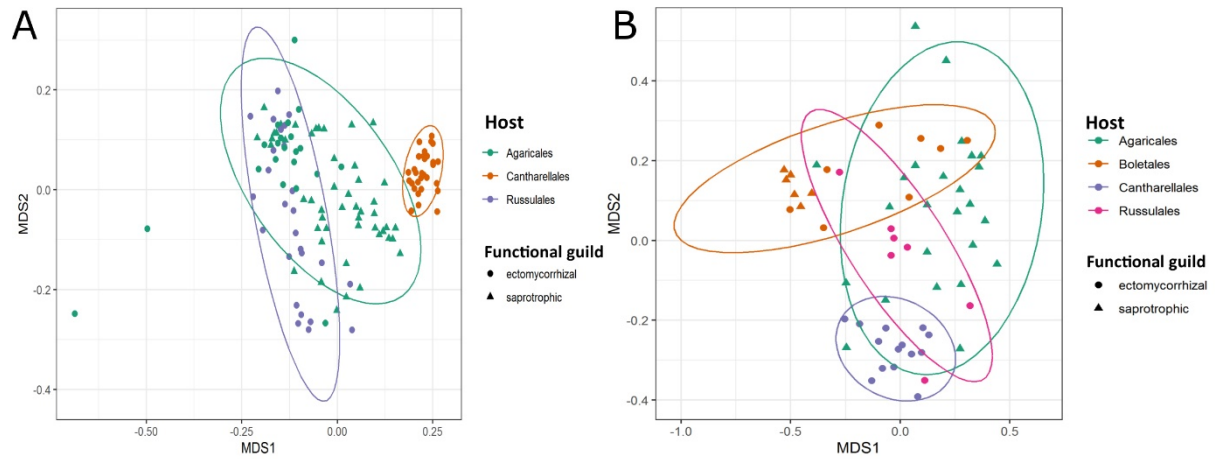 A
0.2
0.0
-0.2
-0.4
MDS2
-0.50
-0.25
0.00
0.25
MDS1
Host
Agaricales
Cantharellales
Russulales
Functional guild
ectomycorrhizal
saprotrophic
B
0.4
0.2
0.0
-0.2
-0.4
MDS2
-1.0
-0.5
0.0
0.5
MDS1
Host
Agaricales
Boletales
Cantharellales
Russulales
Functional guild
ectomycorrhizal
saprotrophic